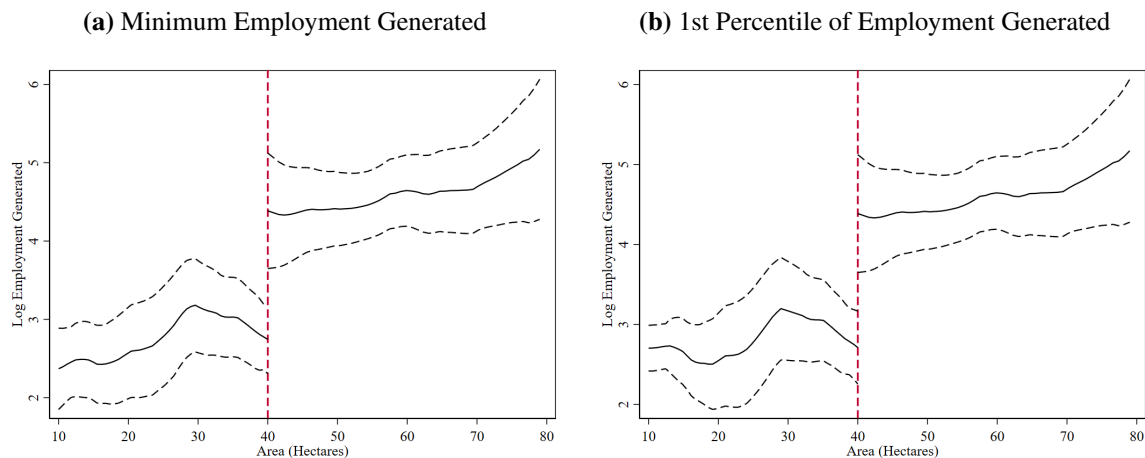 (a) Minimum Employment Generated
(b) 1st Percentile of Employment Generated
Log Employment Generated
6
5
4
3
2
10 20 30 40 50 60 70 80
Area (Hectares)
Log Employment Generated
6
5
4
3
2
10 20 30 40 50 60 70 80
Area (Hectares)